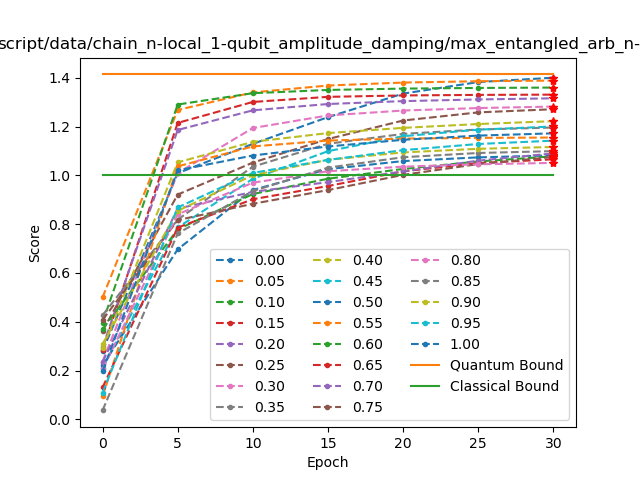 script/data/chain_n-local_1-qubit_amplitude_damping/max_entangled_arb_n-
1.4
1.2
1.0
0.8
0.6
0.4
0.2
0.0
Score
0 5 10 15 20 25 30
Epoch
0.00 0.40 0.80
0.05 0.45 0.85
0.10 0.50 0.90
0.15 0.55 0.95
0.20 0.60 1.00
0.25 0.65 Quantum Bound
0.30 0.70 Classical Bound
0.35 0.75